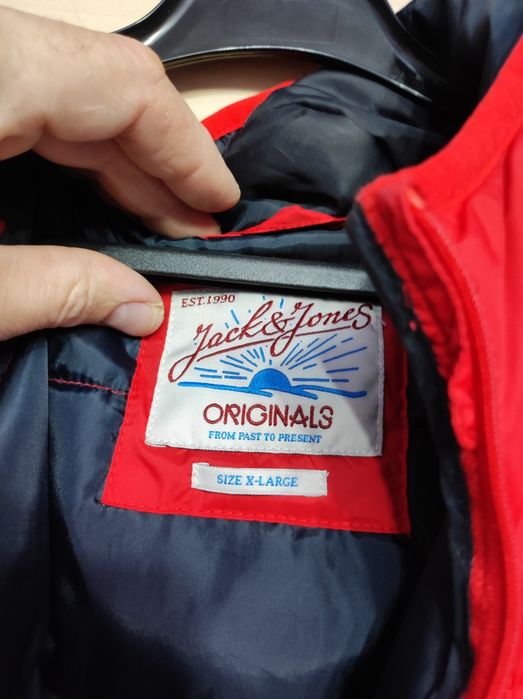 EST.1990
Jack&Jones
ORIGINALS
FROM PAST TO PRESENT
SIZE X-LARGE